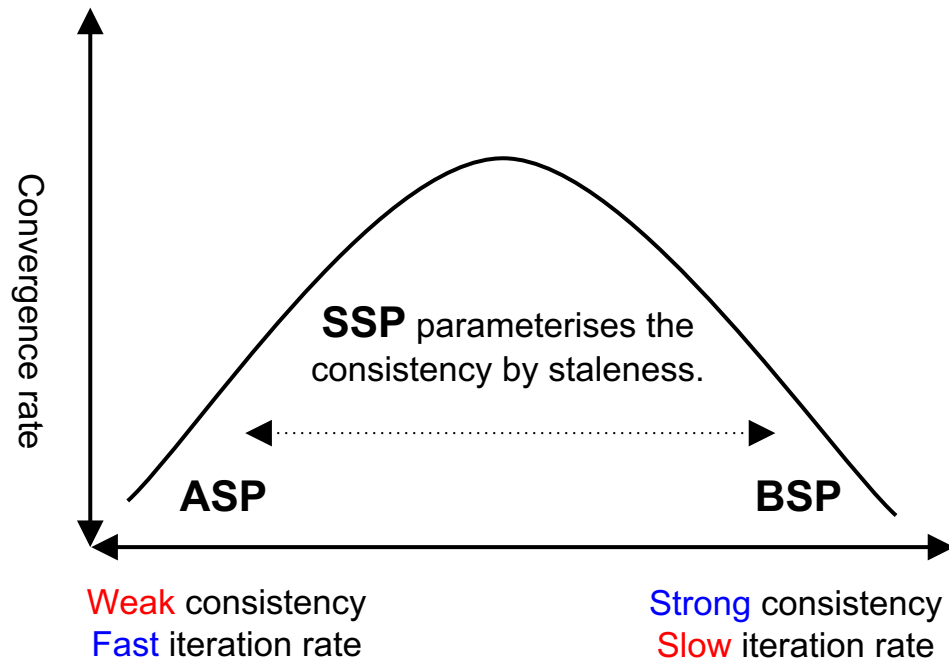 Convergence rate
SSP parameterises the
consistency by staleness.
ASP
BSP
Weak consistency
Fast iteration rate
Strong consistency
Slow iteration rate